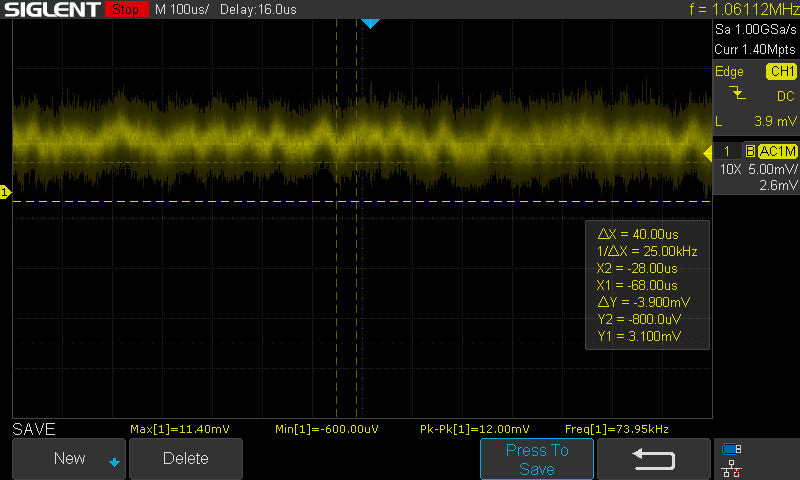 SIGLENT Stop M 100us/ Delay:16.0us f = 1.06112MHz
Sa 1.00GSa/s
Curr 1.40Mpts
Edge CH1
DC
L 3.9 mV
1 B AC1M
10X 5.00mV/
2.6mV
1
ΔX = 40.00us
1/ΔX = 25.00kHz
X2 = -28.00us
X1 = -68.00us
ΔY = -3.900mV
Y2 = -800.0uV
Y1 = 3.100mV
SAVE Max[1]=11.40mV Min[1]=-600.00uV Pk-Pk[1]=12.00mV Freq[1]=73.95kHz
New Delete Press To
Save